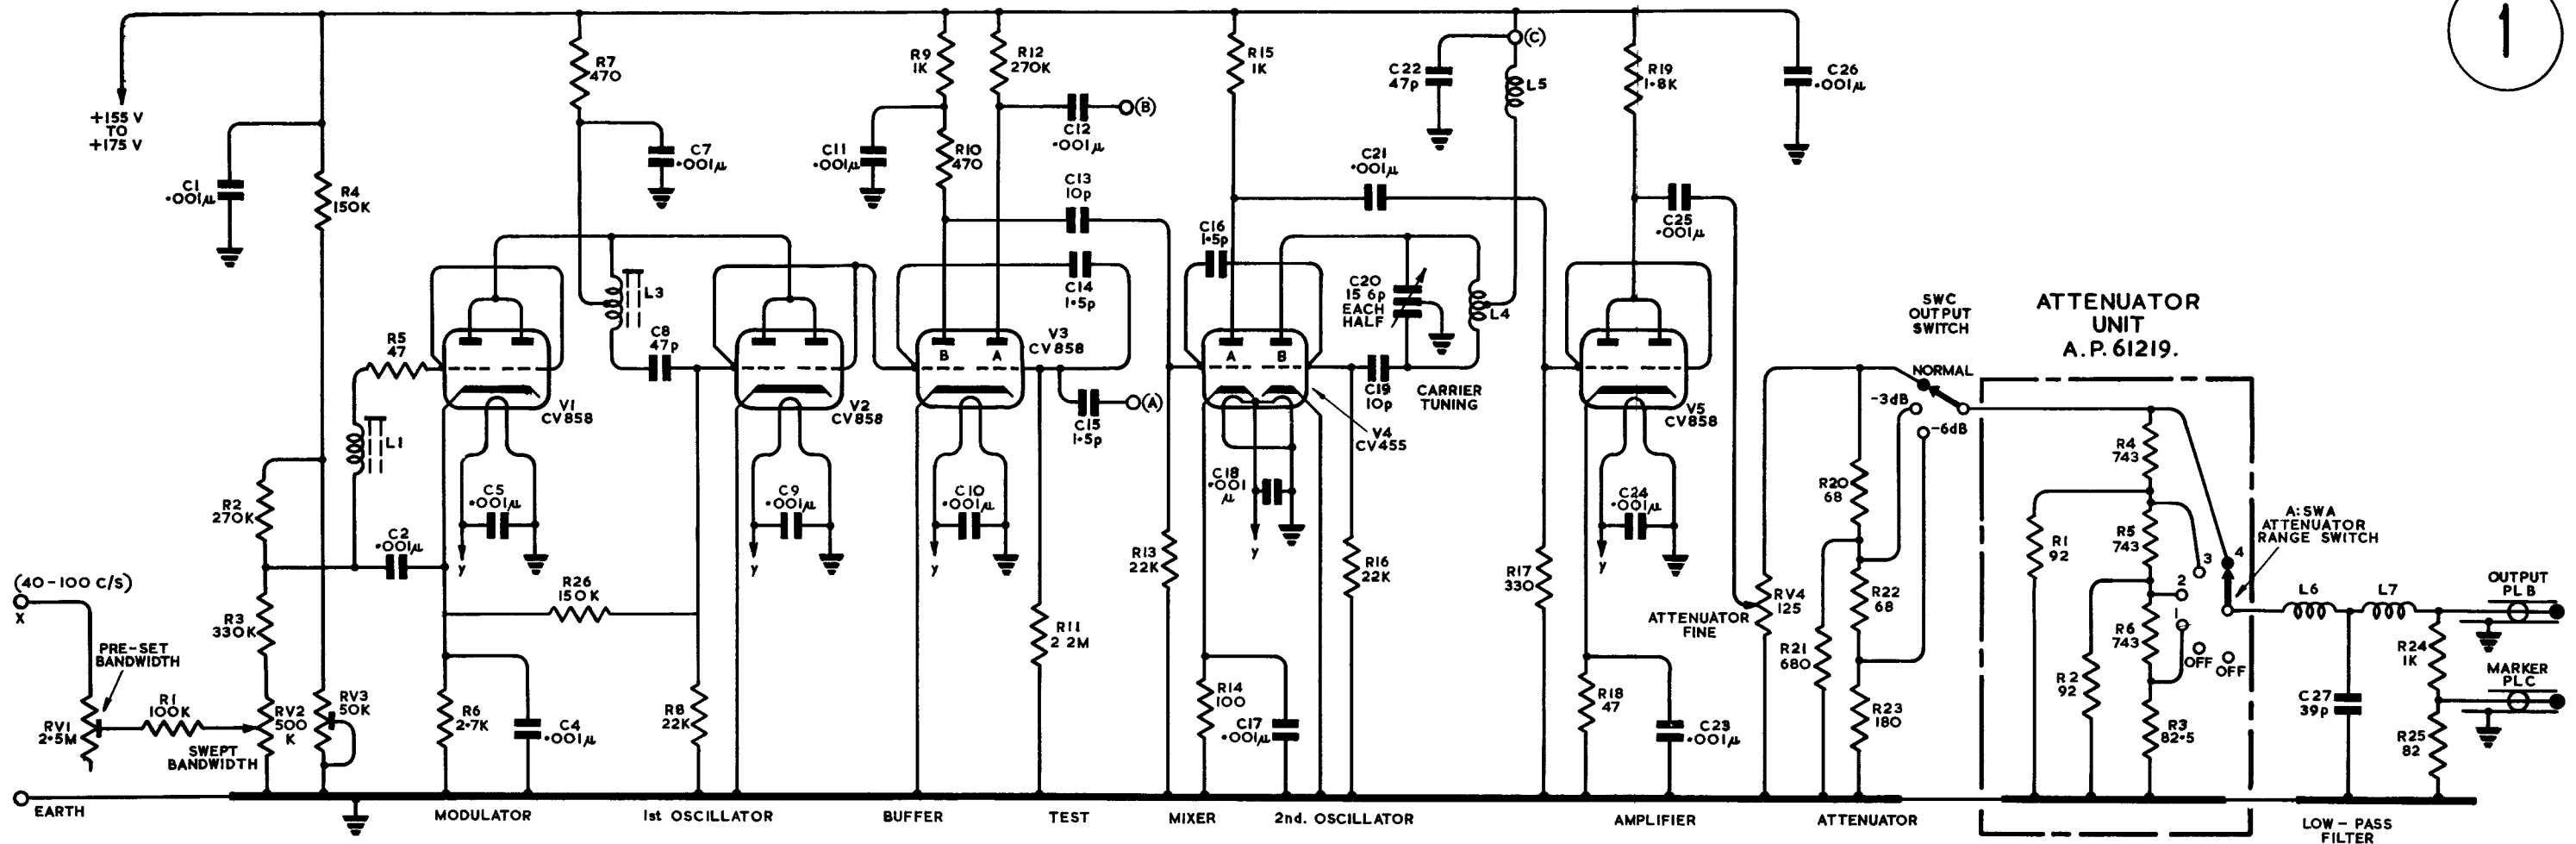 1
+155 V
TO
+175 V
C1
·001μ
R4
150K
R7
470
C7
·001μ
R9
1K
R12
270K
C11
·001μ
R10
470
C12
·001μ
(B)
C13
10p
C14
1·5p
R15
1K
C16
1·5p
C21
·001μ
C22
47p
(C)
L5
R19
1·8K
C26
·001μ
C25
·001μ
C20
15 6p
EACH
HALF
L4
R5
47
L1
V1
CV858
L3
C8
47p
V2
CV858
V3
CV858
B
A
C15
1·5p
(A)
A
B
V4
CV455
C19
10p
CARRIER
TUNING
V5
CV858
SWC
OUTPUT
SWITCH
NORMAL
-3dB
-6dB
ATTENUATOR
UNIT
A.P. 61219.
R2
270K
C2
·001μ
C5
·001μ
y
C9
·001μ
y
C10
·001μ
y
C18
·001
μ
y
C24
·001μ
y
R13
22K
R16
22K
R17
330
R20
68
R22
68
R21
680
R23
180
RV4
125
ATTENUATOR
FINE
R4
743
R1
92
R5
743
R6
743
R2
92
R3
82·5
3
4
2
1
OFF
OFF
A:SWA
ATTENUATOR
RANGE SWITCH
(40-100 C/S)
X
R3
330K
PRE-SET
BANDWIDTH
RV1
2·5M
R1
100K
SWEPT
BANDWIDTH
RV2
500
K
RV3
50K
R26
150K
R6
2·7K
C4
·001μ
R8
22K
R11
2 2M
R14
100
C17
·001μ
R18
47
C23
·001μ
L6
L7
C27
39p
R24
1K
R25
82
OUTPUT
PLB
MARKER
PLC
EARTH
MODULATOR
1st OSCILLATOR
BUFFER
TEST
MIXER
2nd. OSCILLATOR
AMPLIFIER
ATTENUATOR
LOW-PASS
FILTER